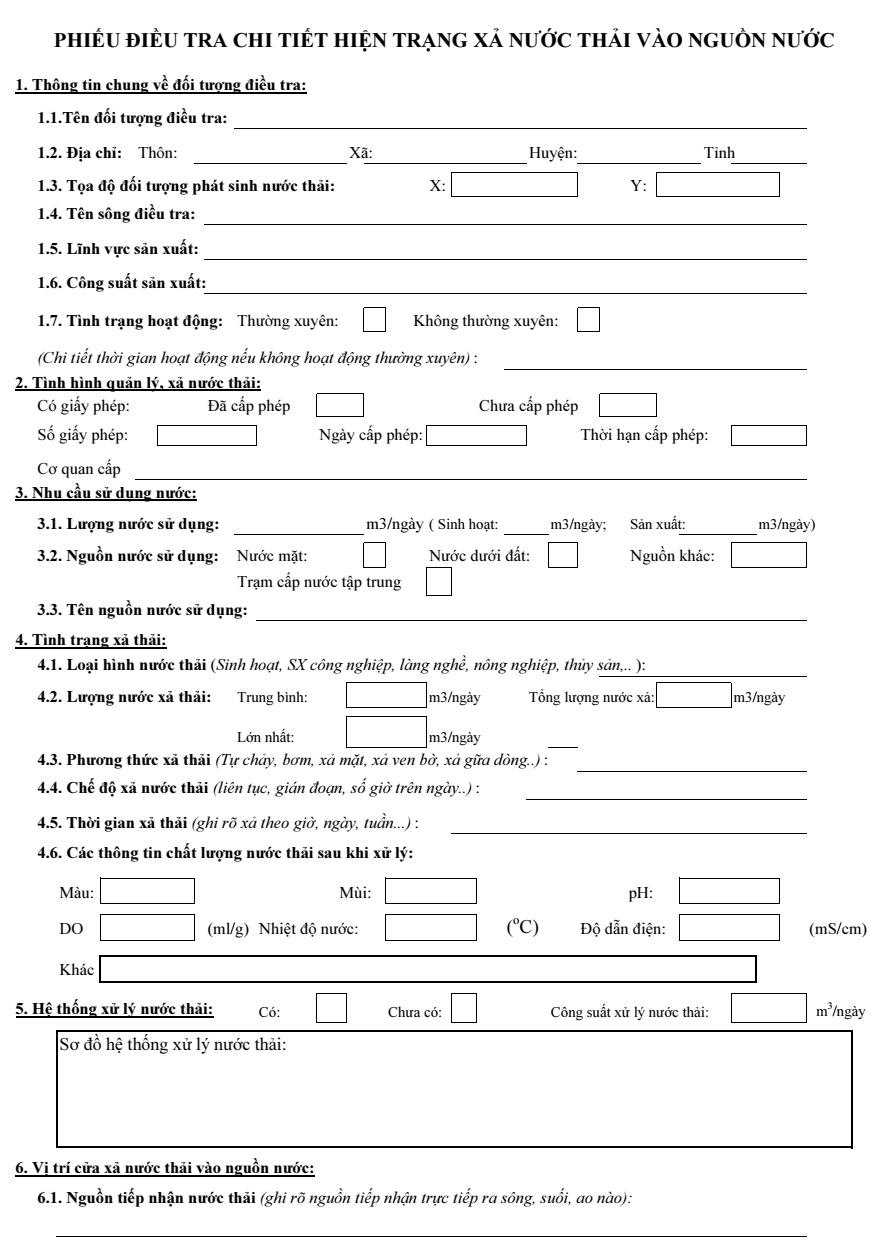 PHIẾU ĐIỀU TRA CHI TIẾT HIỆN TRẠNG XẢ NƯỚC THẢI VÀO NGUỒN NƯỚC
1. Thông tin chung về đối tượng điều tra:
1.1.Tên đối tượng điều tra:
1.2. Địa chỉ: Thôn: Xã: Huyện: Tỉnh
1.3. Tọa độ đối tượng phát sinh nước thải: X: Y:
1.4. Tên sông điều tra:
1.5. Lĩnh vực sản xuất:
1.6. Công suất sản xuất:
1.7. Tình trạng hoạt động: Thường xuyên: Không thường xuyên:
(Chi tiết thời gian hoạt động nếu không hoạt động thường xuyên) :
2. Tình hình quản lý, xả nước thải:
Có giấy phép: Đã cấp phép Chưa cấp phép
Số giấy phép: Ngày cấp phép: Thời hạn cấp phép:
Cơ quan cấp
3. Nhu cầu sử dụng nước:
3.1. Lượng nước sử dụng: m3/ngày ( Sinh hoạt: m3/ngày; Sản xuất: m3/ngày)
3.2. Nguồn nước sử dụng: Nước mặt: Nước dưới đất: Nguồn khác:
Trạm cấp nước tập trung
3.3. Tên nguồn nước sử dụng:
4. Tình trạng xả thải:
4.1. Loại hình nước thải (Sinh hoạt, SX công nghiệp, làng nghề, nông nghiệp, thủy sản,.. ):
4.2. Lượng nước xả thải: Trung bình: m3/ngày Tổng lượng nước xả: m3/ngày
Lớn nhất: m3/ngày
4.3. Phương thức xả thải (Tự chảy, bơm, xả mặt, xả ven bờ, xả gữa dòng..) :
4.4. Chế độ xả nước thải (liên tục, gián đoạn, số giờ trên ngày..) :
4.5. Thời gian xả thải (ghi rõ xả theo giờ, ngày, tuần...) :
4.6. Các thông tin chất lượng nước thải sau khi xử lý:
Màu: Mùi: pH:
DO (ml/g) Nhiệt độ nước: (ºC) Độ dẫn điện: (mS/cm)
Khác
5. Hệ thống xử lý nước thải: Có: Chưa có: Công suất xử lý nước thải: m³/ngày
Sơ đồ hệ thống xử lý nước thải:
6. Vị trí cửa xả nước thải vào nguồn nước:
6.1. Nguồn tiếp nhận nước thải (ghi rõ nguồn tiếp nhận trực tiếp ra sông, suối, ao nào):